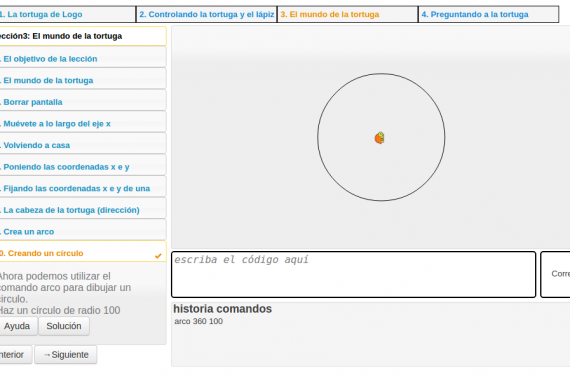 1. La tortuga de Logo
2. Controlando la tortuga y el lápiz
3. El mundo de la tortuga
4. Preguntando a la tortuga
ección3: El mundo de la tortuga
. El objetivo de la lección
. El mundo de la tortuga
. Borrar pantalla
. Muévete a lo largo del eje x
. Volviendo a casa
. Poniendo las coordenadas x e y
. Fijando las coordenadas x e y de una
. La cabeza de la tortuga (dirección)
. Crea un arco
0. Creando un círculo
Ahora podemos utilizar el
comando arco para dibujar un
círculo.
Haz un círculo de radio 100
Ayuda
Solución
nterior
→Siguiente
escriba el código aquí
Corre
historia comandos
arco 360 100